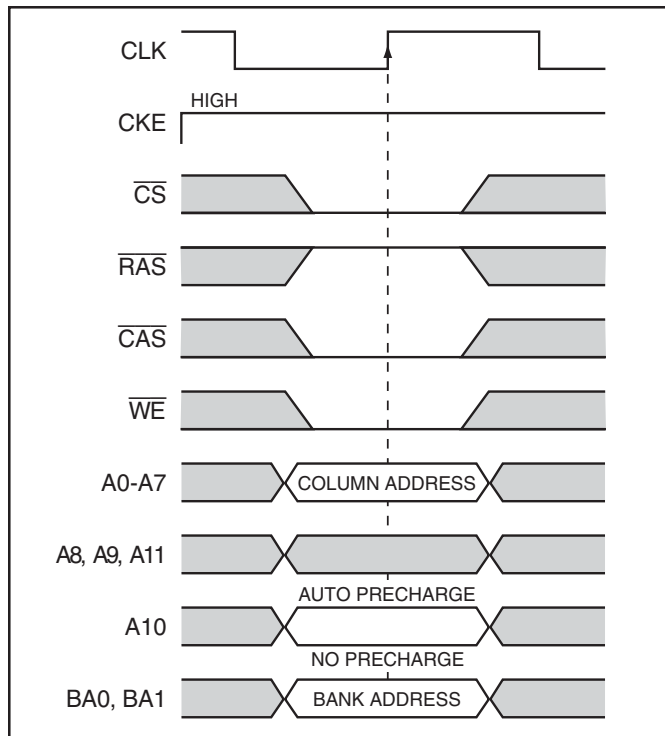 CLK
HIGH
CKE
CS
RAS
CAS
WE
A0-A7 COLUMN ADDRESS
A8, A9, A11
AUTO PRECHARGE
A10
NO PRECHARGE
BA0, BA1 BANK ADDRESS